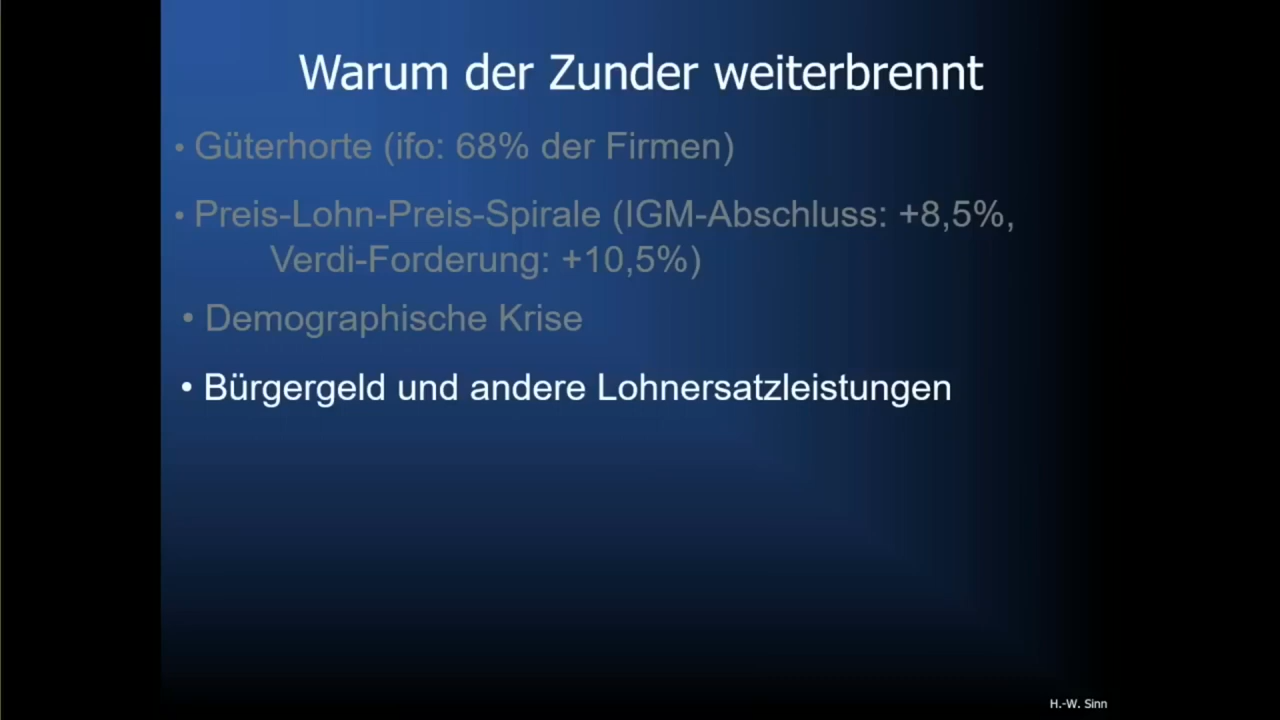 Warum der Zunder weiterbrennt
• Güterhorte (ifo: 68% der Firmen)
• Preis-Lohn-Preis-Spirale (IGM-Abschluss: +8,5%,
Verdi-Forderung: +10,5%)
• Demographische Krise
• Bürgergeld und andere Lohnersatzleistungen
H.-W. Sinn